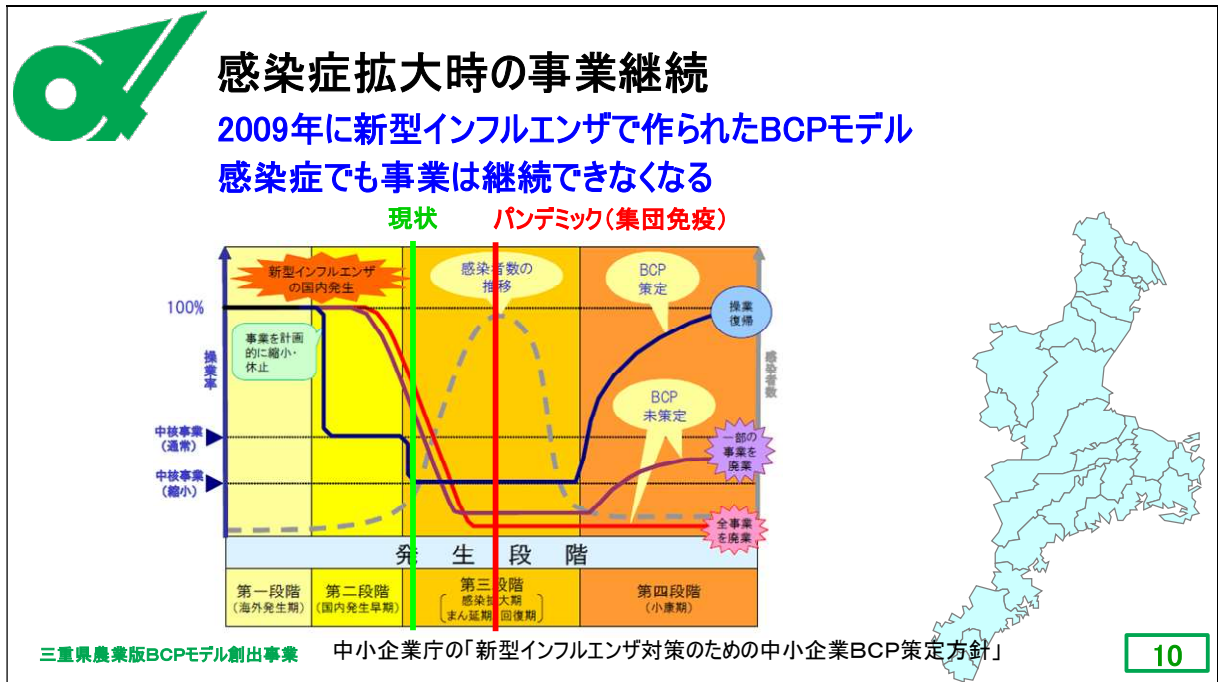 感染症拡大時の事業継続
2009年に新型インフルエンザで作られたBCPモデル
感染症でも事業は継続できなくなる
現状
パンデミック(集団免疫)
新型インフルエンザ
の国内発生
感染者数の
推移
BCP
策定
100%
操業
復帰
事業を計画
的に縮小・
休止
操業率
感染者数
BCP
未策定
中核事業
(通常)
一部の
事業を
廃業
中核事業
(縮小)
全事業
を廃業
発生段階
第一段階
(海外発生期)
第二段階
(国内発生早期)
第三段階
感染拡大期
まん延期 回復期
第四段階
(小康期)
三重県農業版BCPモデル創出事業
中小企業庁の「新型インフルエンザ対策のための中小企業BCP策定方針」
10